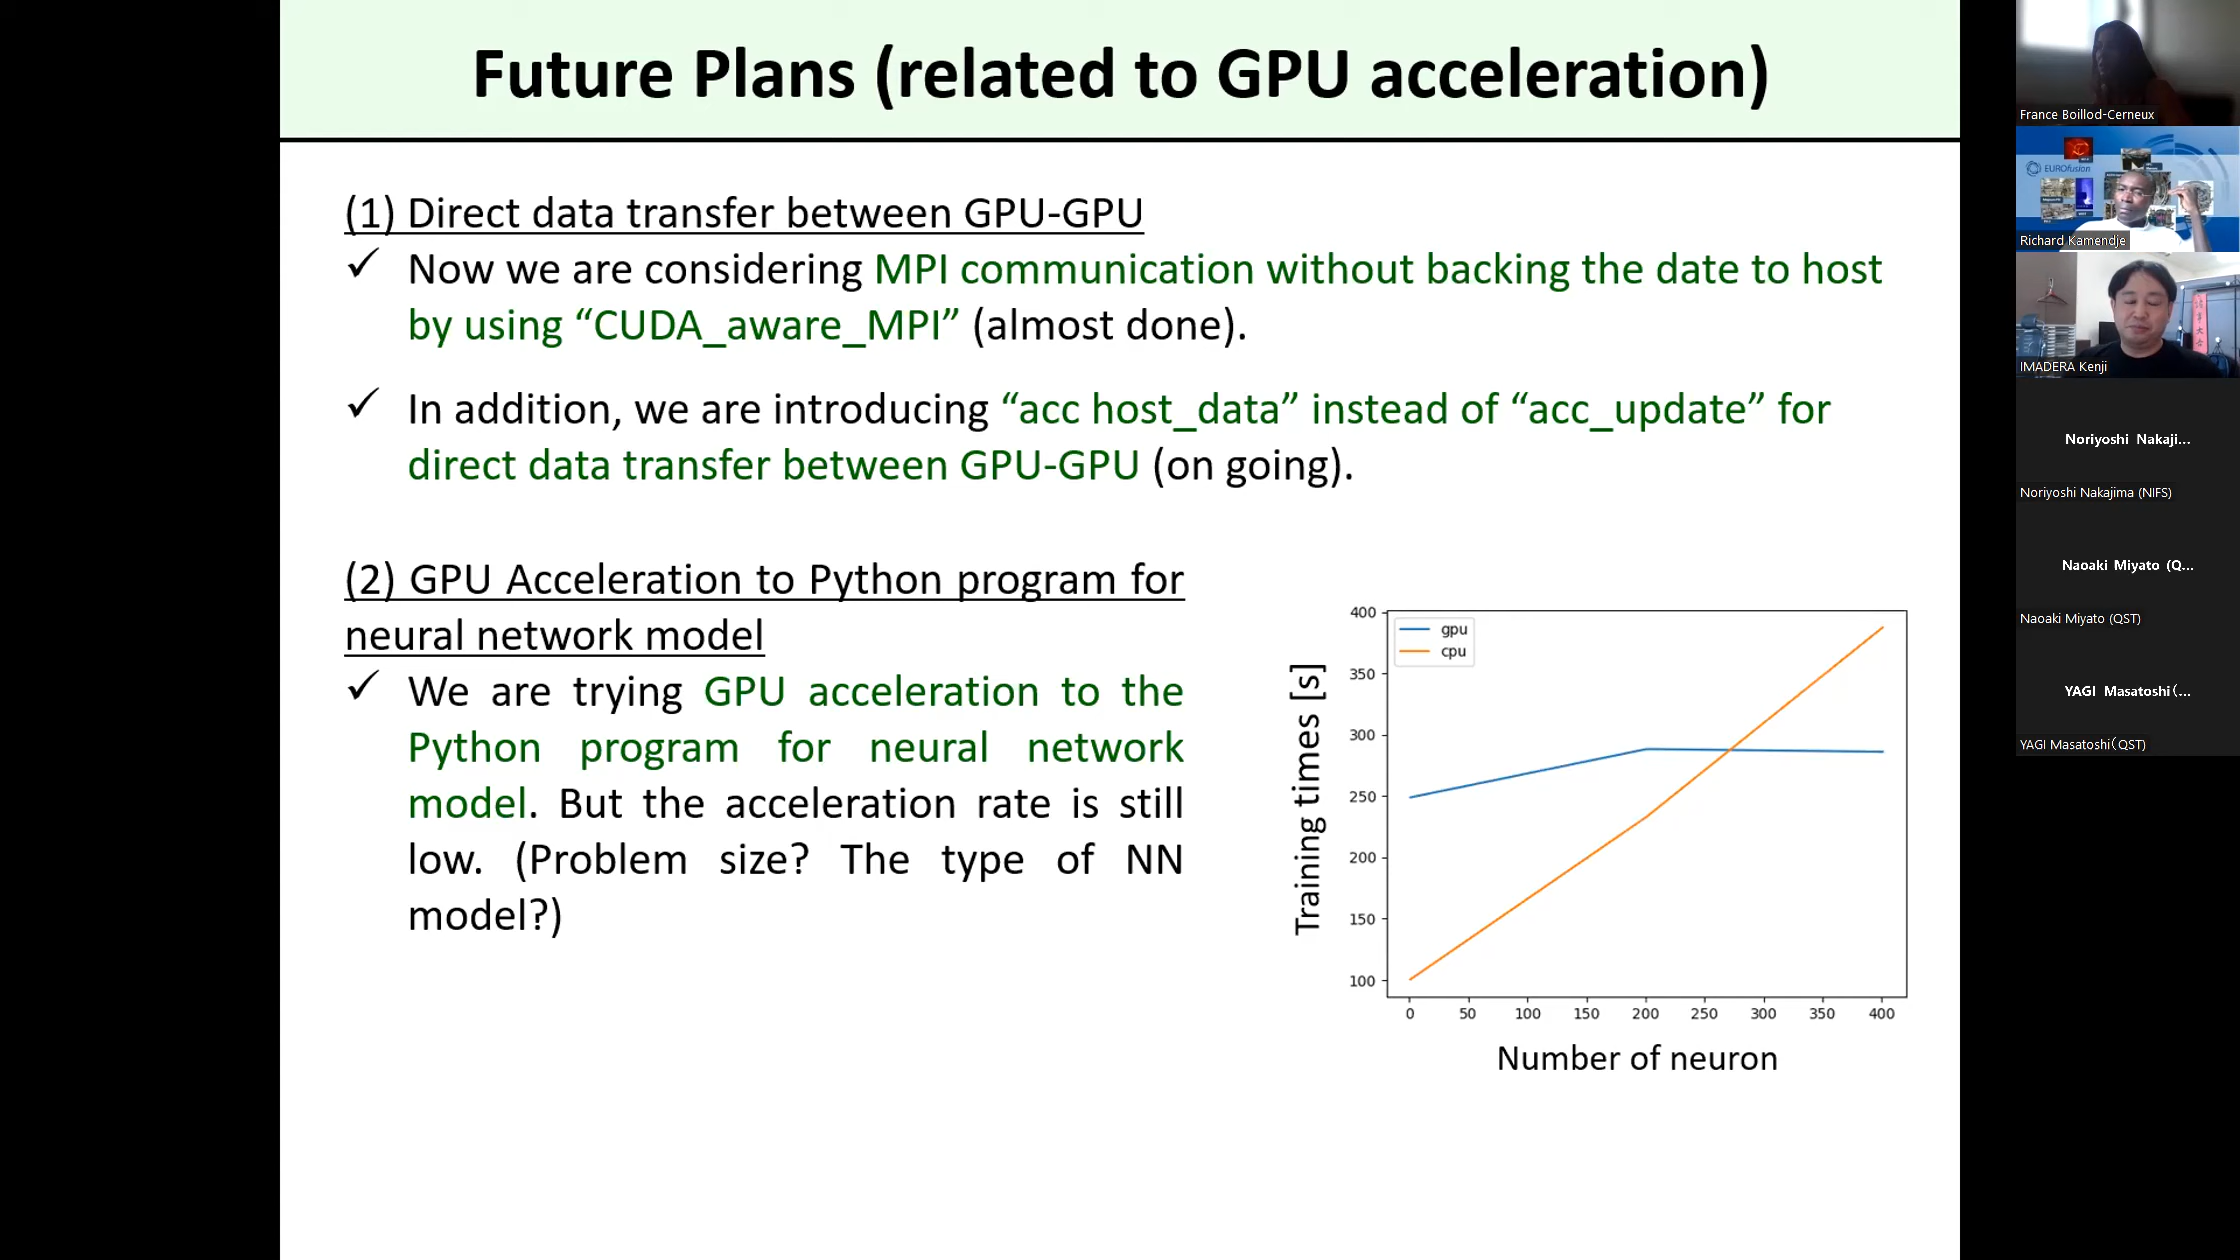 Future Plans (related to GPU acceleration)
(1) Direct data transfer between GPU-GPU
✓ Now we are considering MPI communication without backing the date to host
by using “CUDA_aware_MPI” (almost done).
✓ In addition, we are introducing “acc host_data” instead of “acc_update” for
direct data transfer between GPU-GPU (on going).
(2) GPU Acceleration to Python program for
neural network model
✓ We are trying GPU acceleration to the
Python program for neural network
model. But the acceleration rate is still
low. (Problem size? The type of NN
model?)
gpu
cpu
400
350
300
250
200
150
100
Training times [s]
0 50 100 150 200 250 300 350 400
Number of neuron
France Boillod-Cerneux
EUROfusion
Richard Kamendje
IMADERA Kenji
Noriyoshi Nakaji...
Noriyoshi Nakajima (NIFS)
Naoaki Miyato (Q...
Naoaki Miyato (QST)
YAGI Masatoshi（...
YAGI Masatoshi（QST)